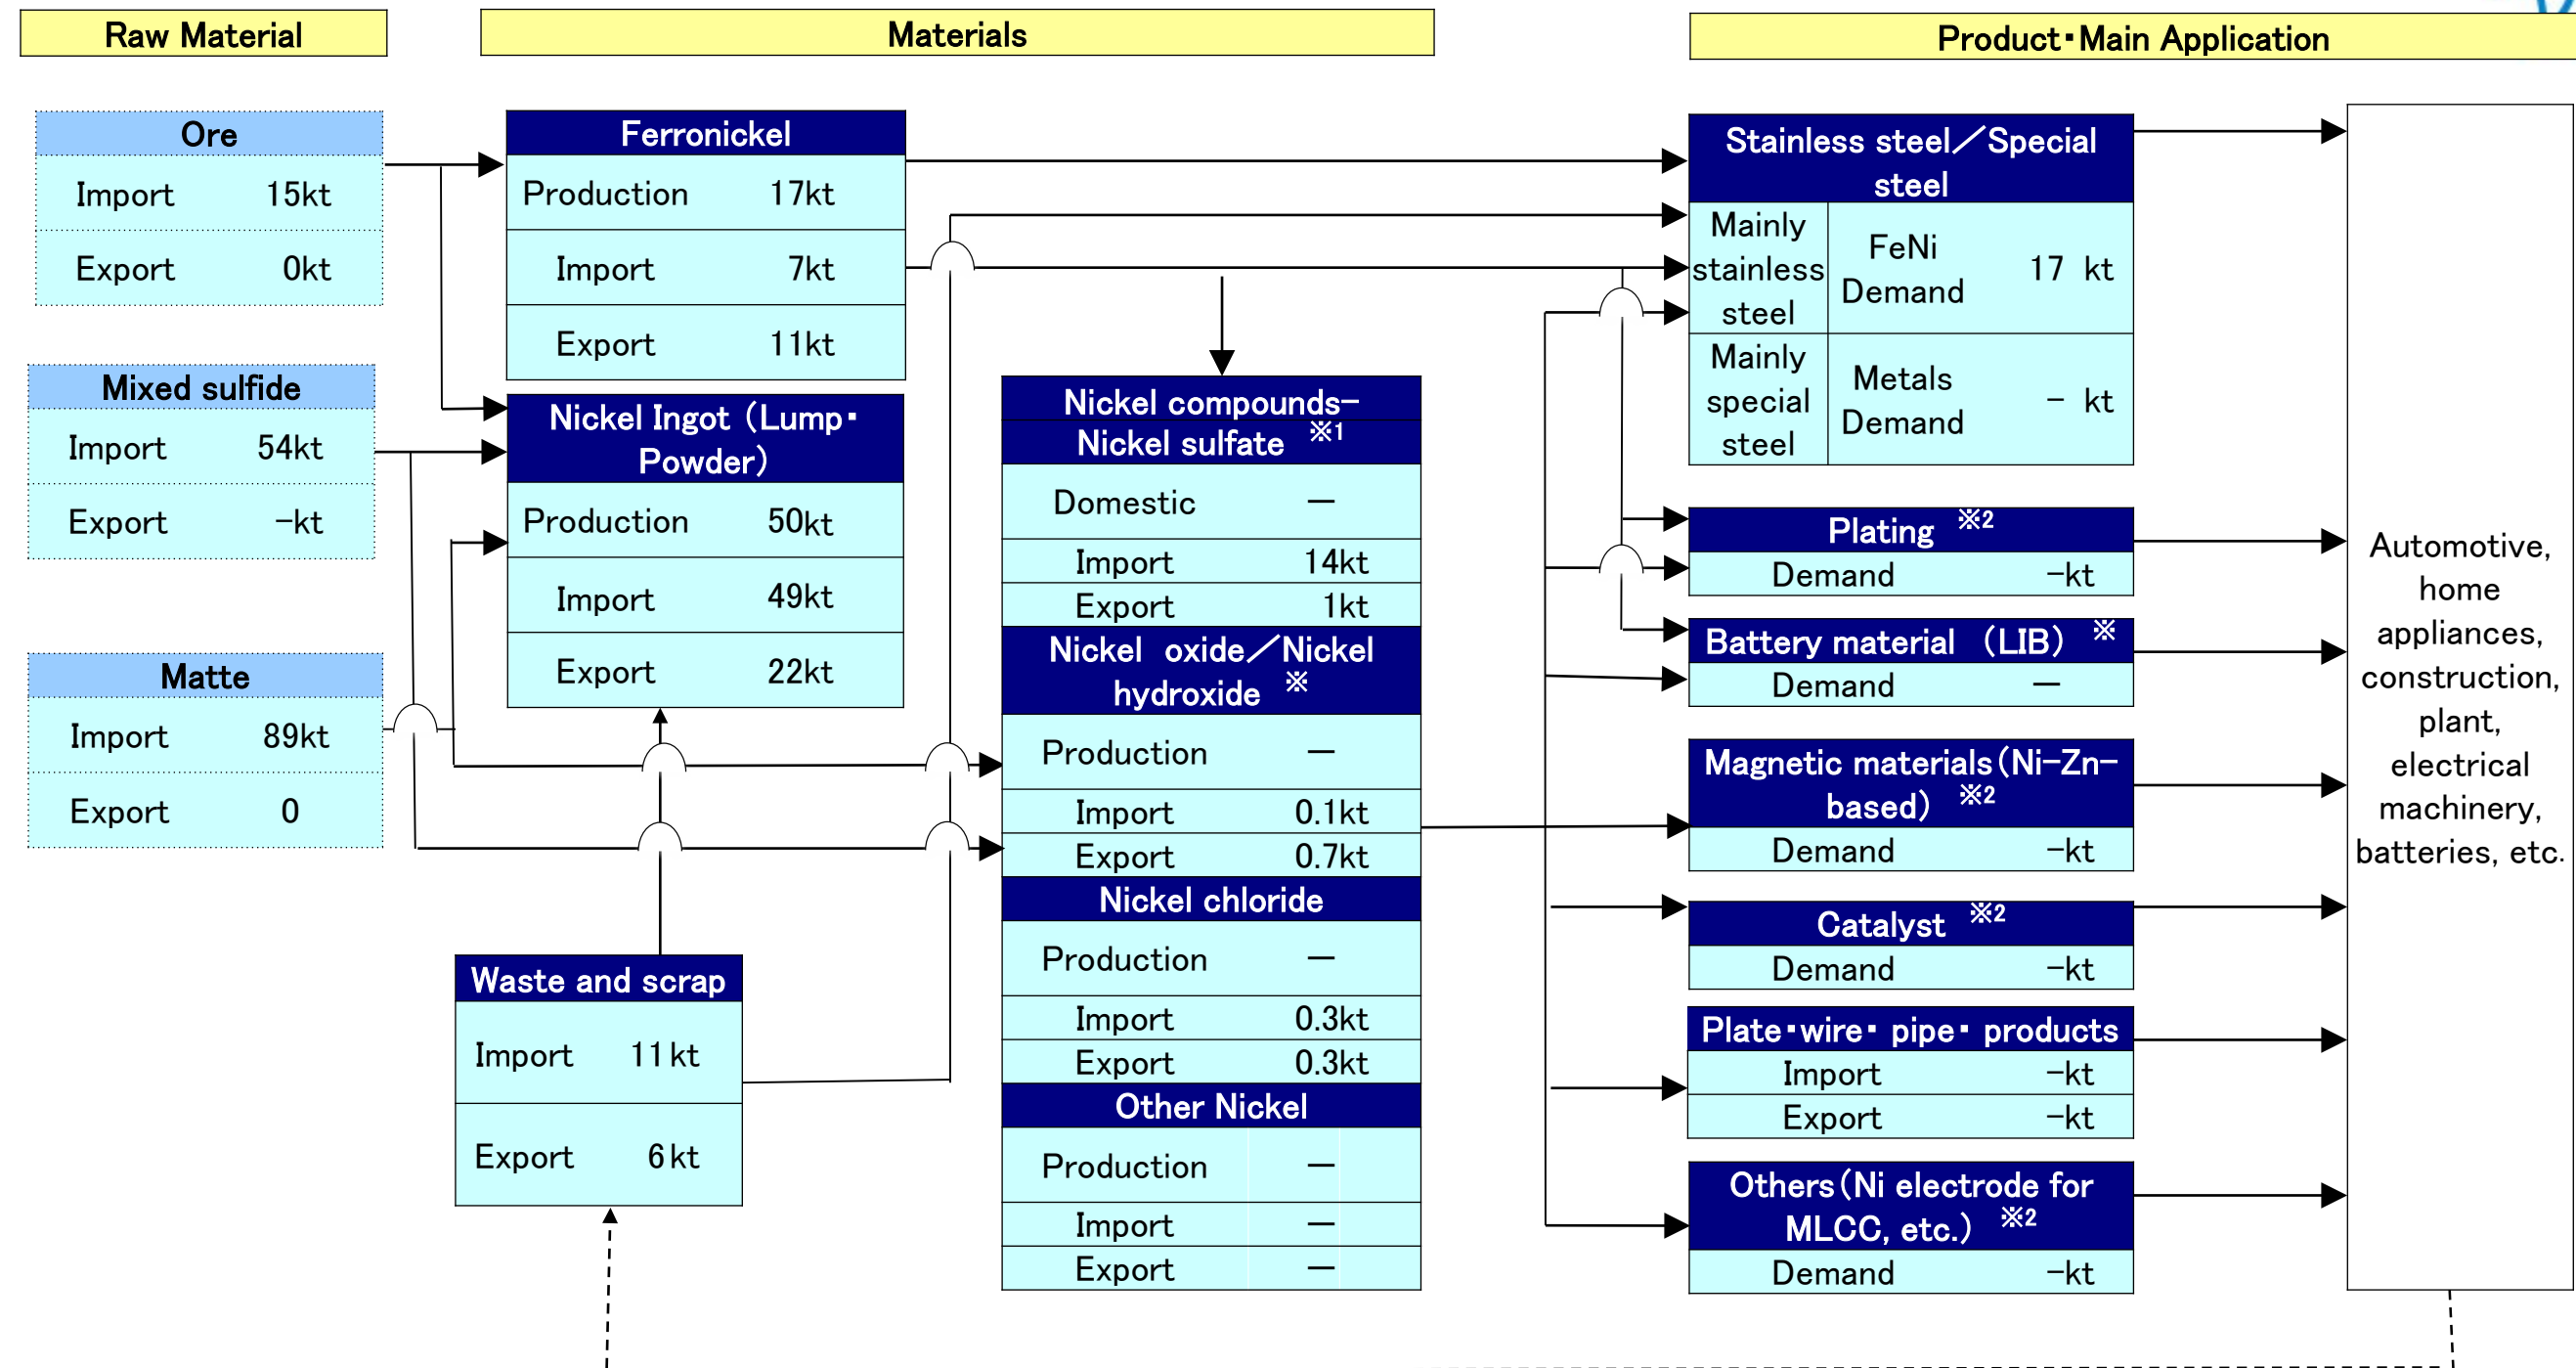 Raw Material
Materials
Product・Main Application
Ore
Import 15kt
Export 0kt
Mixed sulfide
Import 54kt
Export -kt
Matte
Import 89kt
Export 0
Ferronickel
Production 17kt
Import 7kt
Export 11kt
Nickel Ingot（Lump・
Powder）
Production 50kt
Import 49kt
Export 22kt
Waste and scrap
Import 11kt
Export 6kt
Nickel compounds-
Nickel sulfate ※1
Domestic ―
Import 14kt
Export 1kt
Nickel oxide／Nickel
hydroxide ※
Production ―
Import 0.1kt
Export 0.7kt
Nickel chloride
Production ―
Import 0.3kt
Export 0.3kt
Other Nickel
Production ―
Import ―
Export ―
Stainless steel／Special
steel
Mainly
stainless
steel
FeNi
Demand
17 kt
Mainly
special
steel
Metals
Demand
- kt
Plating ※2
Demand -kt
Battery material （LIB） ※
Demand ―
Magnetic materials（Ni-Zn-
based） ※2
Demand -kt
Catalyst ※2
Demand -kt
Plate・wire・ pipe・ products
Import -kt
Export -kt
Others（Ni electrode for
MLCC, etc.） ※2
Demand -kt
Automotive,
home
appliances,
construction,
plant,
electrical
machinery,
batteries, etc.